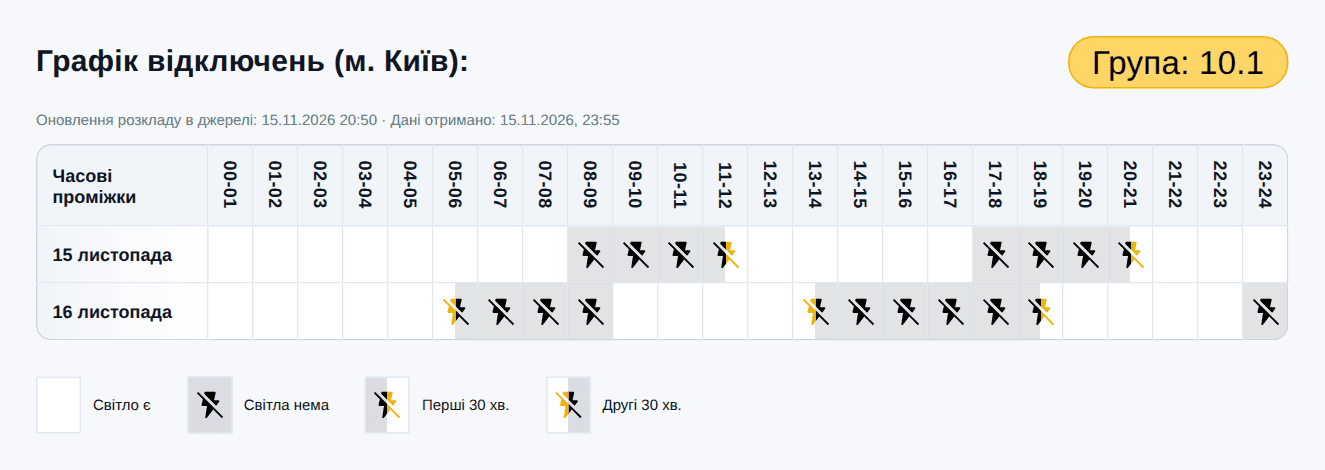 Графік відключень (м. Київ):
Група: 10.1
Оновлення розкладу в джерелі: 15.11.2026 20:50 · Дані отримано: 15.11.2026, 23:55
Часові
проміжки
00-01
01-02
02-03
03-04
04-05
05-06
06-07
07-08
08-09
09-10
10-11
11-12
12-13
13-14
14-15
15-16
16-17
17-18
18-19
19-20
20-21
21-22
22-23
23-24
15 листопада
16 листопада
Світло є
Світла нема
Перші 30 хв.
Другі 30 хв.